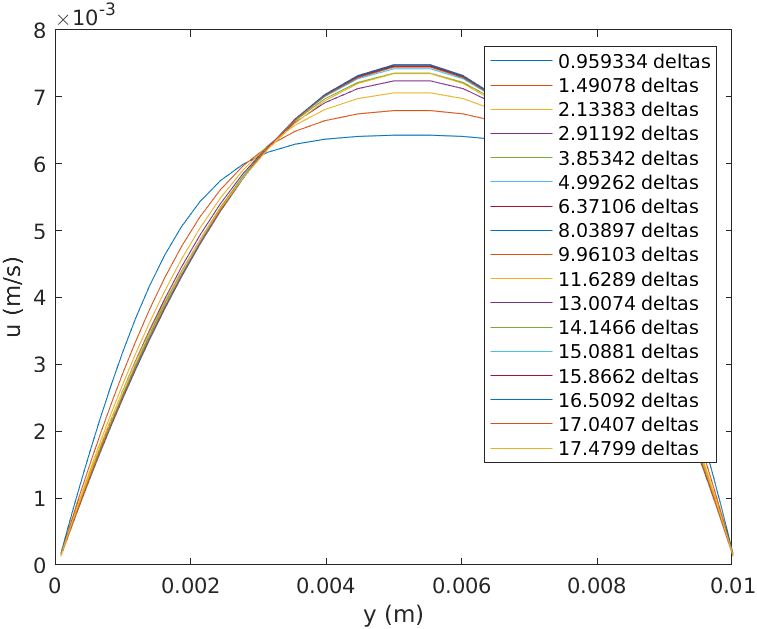 ×10-3
8
7
6
5
4
3
2
1
0
u (m/s)
0 0.002 0.004 0.006 0.008 0.01
y (m)
0.959334 deltas
1.49078 deltas
2.13383 deltas
2.91192 deltas
3.85342 deltas
4.99262 deltas
6.37106 deltas
8.03897 deltas
9.96103 deltas
11.6289 deltas
13.0074 deltas
14.1466 deltas
15.0881 deltas
15.8662 deltas
16.5092 deltas
17.0407 deltas
17.4799 deltas